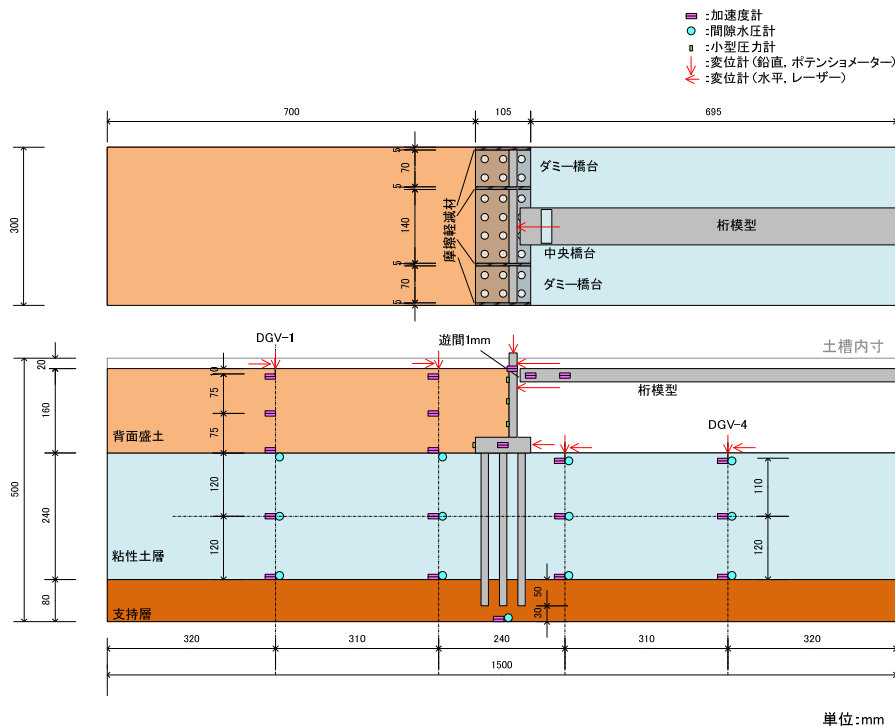 :加速度計
:間隙水圧計
:小型圧力計
:変位計(鉛直, ポテンショメーター)
:変位計(水平, レーザー)
700
105
695
300
5
70
5
140
5
70
5
摩擦軽減材
ダミー橋台
桁模型
中央橋台
ダミー橋台
DGV-1
遊間1mm
土槽内寸
桁模型
DGV-4
20
160
500
240
80
10
75
75
120
120
背面盛土
粘性土層
支持層
110
120
50
30
320
310
240
310
320
1500
単位:mm